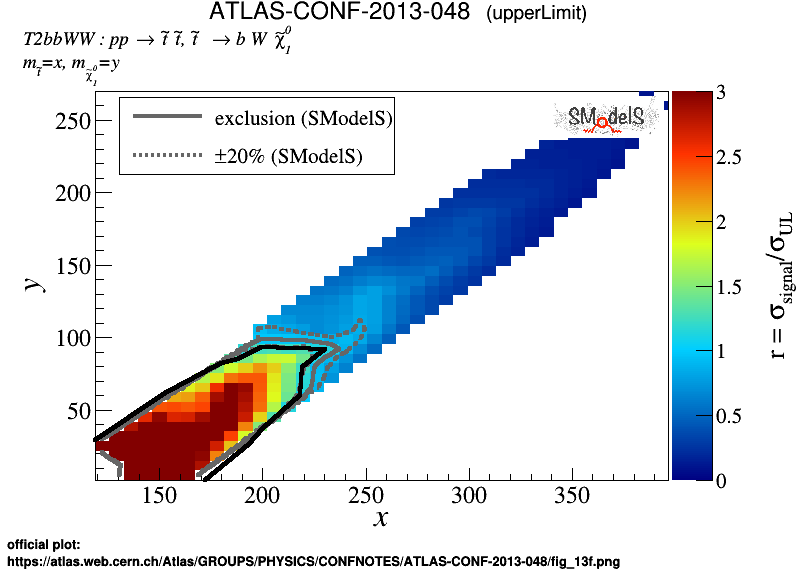 ATLAS-CONF-2013-048 (upperLimit)
T2bbWW : pp → t̃ t̃, t̃ → b W χ̃₁⁰
m_t̃=x, m_χ̃₁⁰=y
exclusion (SModelS)
±20% (SModelS)
SModelS
250
200
150
100
50
y
150
200
250
300
350
x
3
2.5
2
1.5
1
0.5
0
r = σ_signal/σ_UL
official plot:
https://atlas.web.cern.ch/Atlas/GROUPS/PHYSICS/CONFNOTES/ATLAS-CONF-2013-048/fig_13f.png